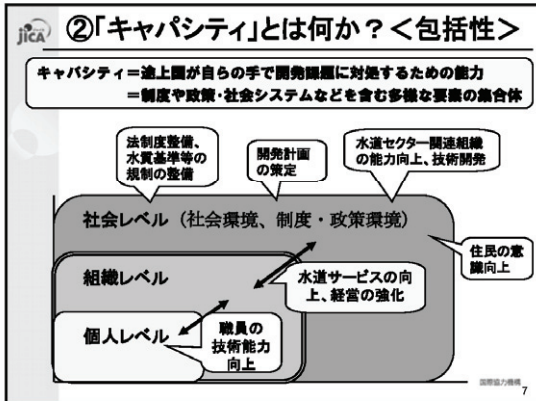 JICA
②「キャパシティ」とは何か？＜包括性＞
キャパシティ＝途上国が自らの手で開発課題に対処するための能力
＝制度や政策・社会システムなどを含む多様な要素の集合体
法制度整備、
水質基準等の
規制の整備
開発計画
の策定
水道セクター関連組織
の能力向上、技術開発
社会レベル（社会環境、制度・政策環境）
住民の意
識向上
組織レベル
水道サービスの向
上、経営の強化
個人レベル
職員の
技術能力
向上
国際協力機構
7